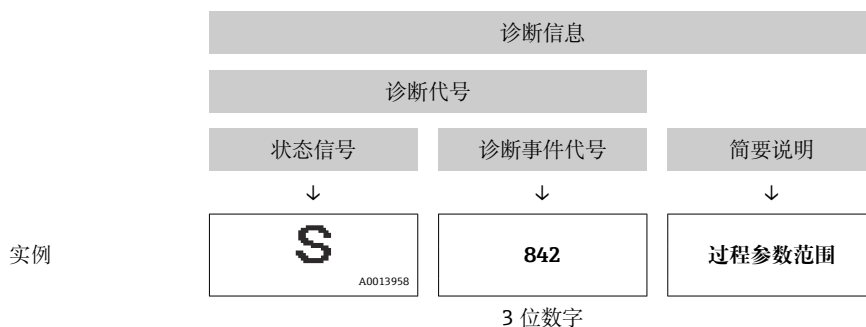 诊断信息
诊断代号
状态信号 诊断事件代号 简要说明
↓ ↓ ↓
实例 S 842 过程参数范围
A0013958
3 位数字